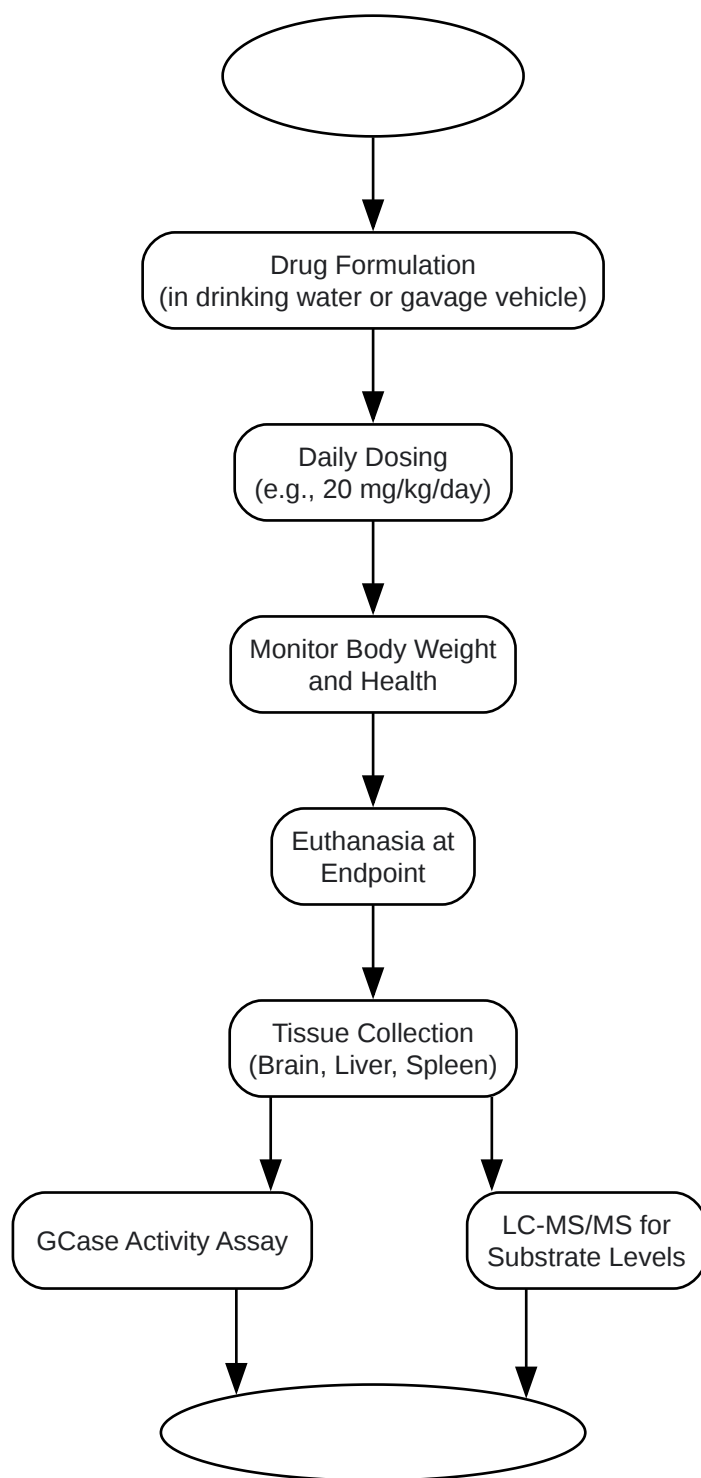 Drug Formulation
(in drinking water or gavage vehicle)
Daily Dosing
(e.g., 20 mg/kg/day)
Monitor Body Weight
and Health
Euthanasia at
Endpoint
Tissue Collection
(Brain, Liver, Spleen)
GCase Activity Assay
LC-MS/MS for
Substrate Levels